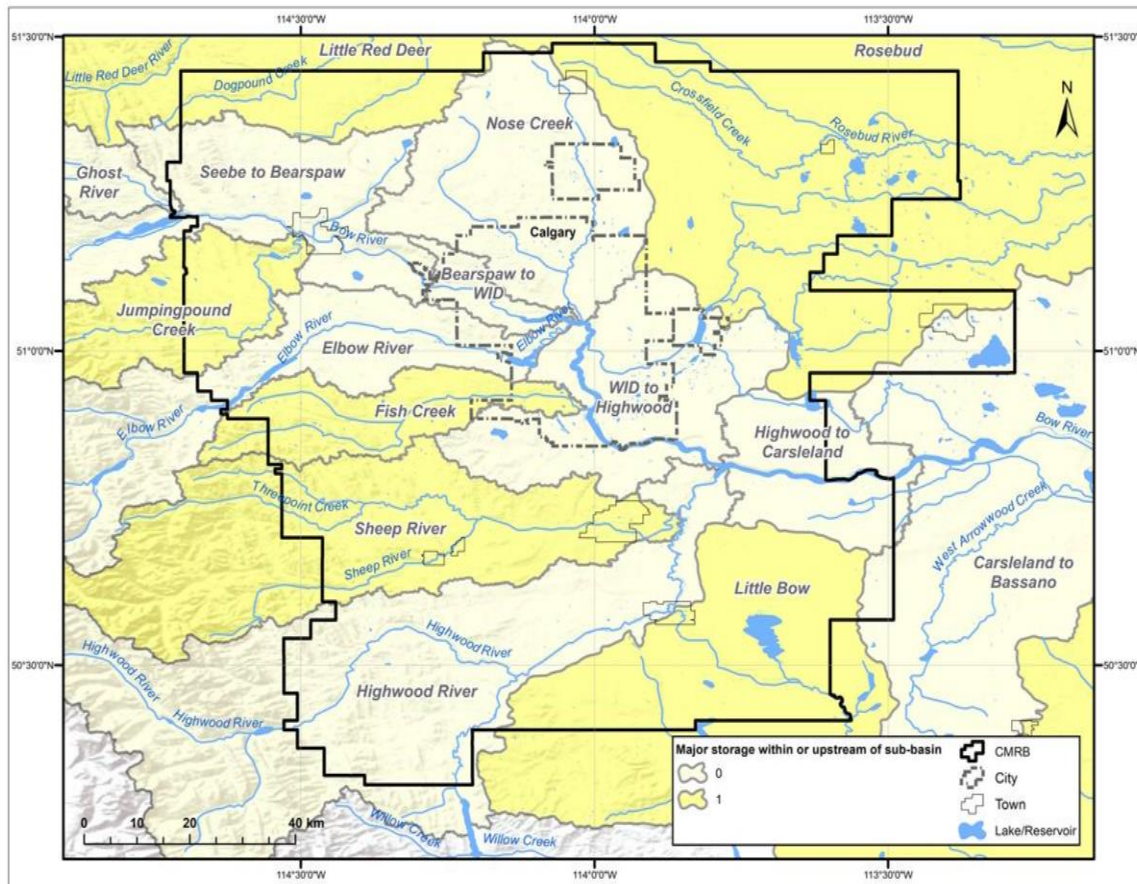 114°30'0"W
114°0'0"W
113°30'0"W
51°30'0"N
51°30'0"N
Little Red Deer
Rosebud
Little Red Deer River
Dogpound Creek
Crossfield Creek
Rosebud River
N
Nose Creek
Ghost
River
Seebe to Bearspaw
Bow River
Calgary
Bearspaw to
WID
Jumpingpound
Creek
Elbow River
Elbow River
Elbow River
51°0'0"N
51°0'0"N
WID to
Highwood
Fish Creek
Elbow River
Highwood to
Carsleland
Bow River
Threepoint Creek
Sheep River
West Arrowwood Creek
Sheep River
Carsleland to
Bassano
Little Bow
Highwood River
50°30'0"N
50°30'0"N
Highwood River
Highwood River
Highwood River
Major storage within or upstream of sub-basin
0
1
CMRB
City
Town
Lake/Reservoir
Willow Creek
Willow Creek
0 10 20 40 km
114°30'0"W
114°0'0"W
113°30'0"W